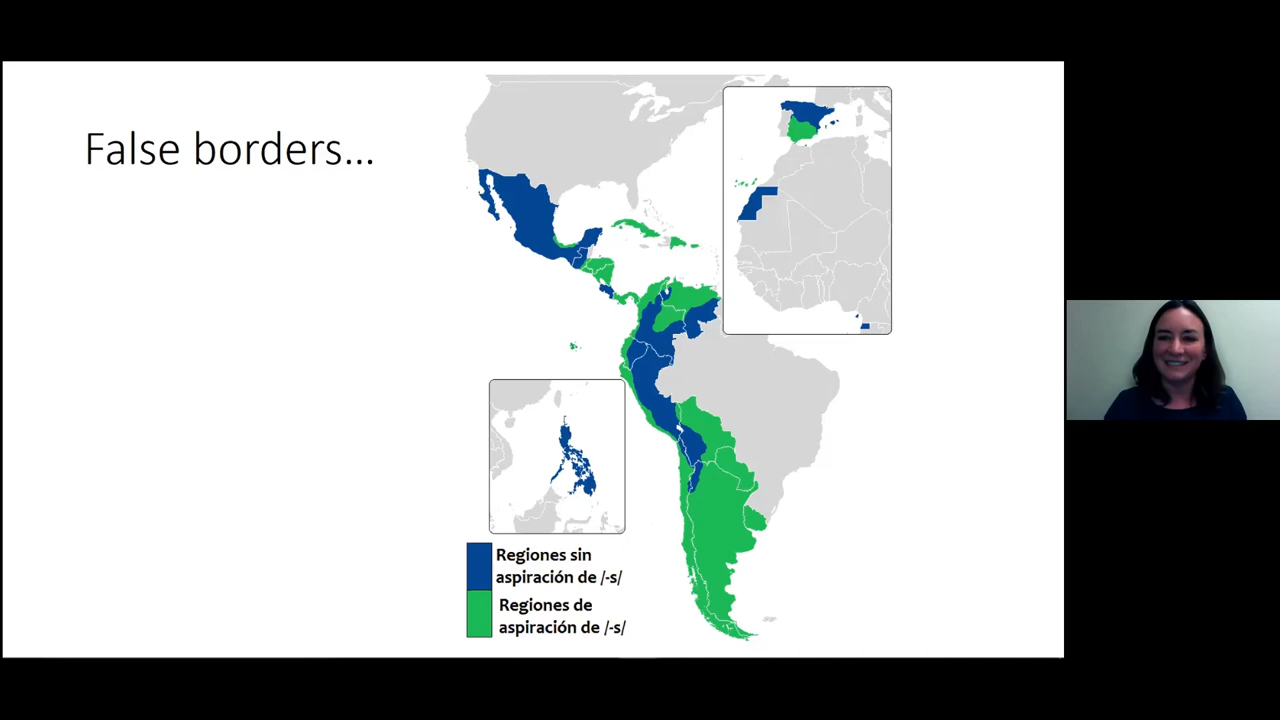 False borders...
Regiones sin
aspiración de /-s/
Regiones de
aspiración de /-s/